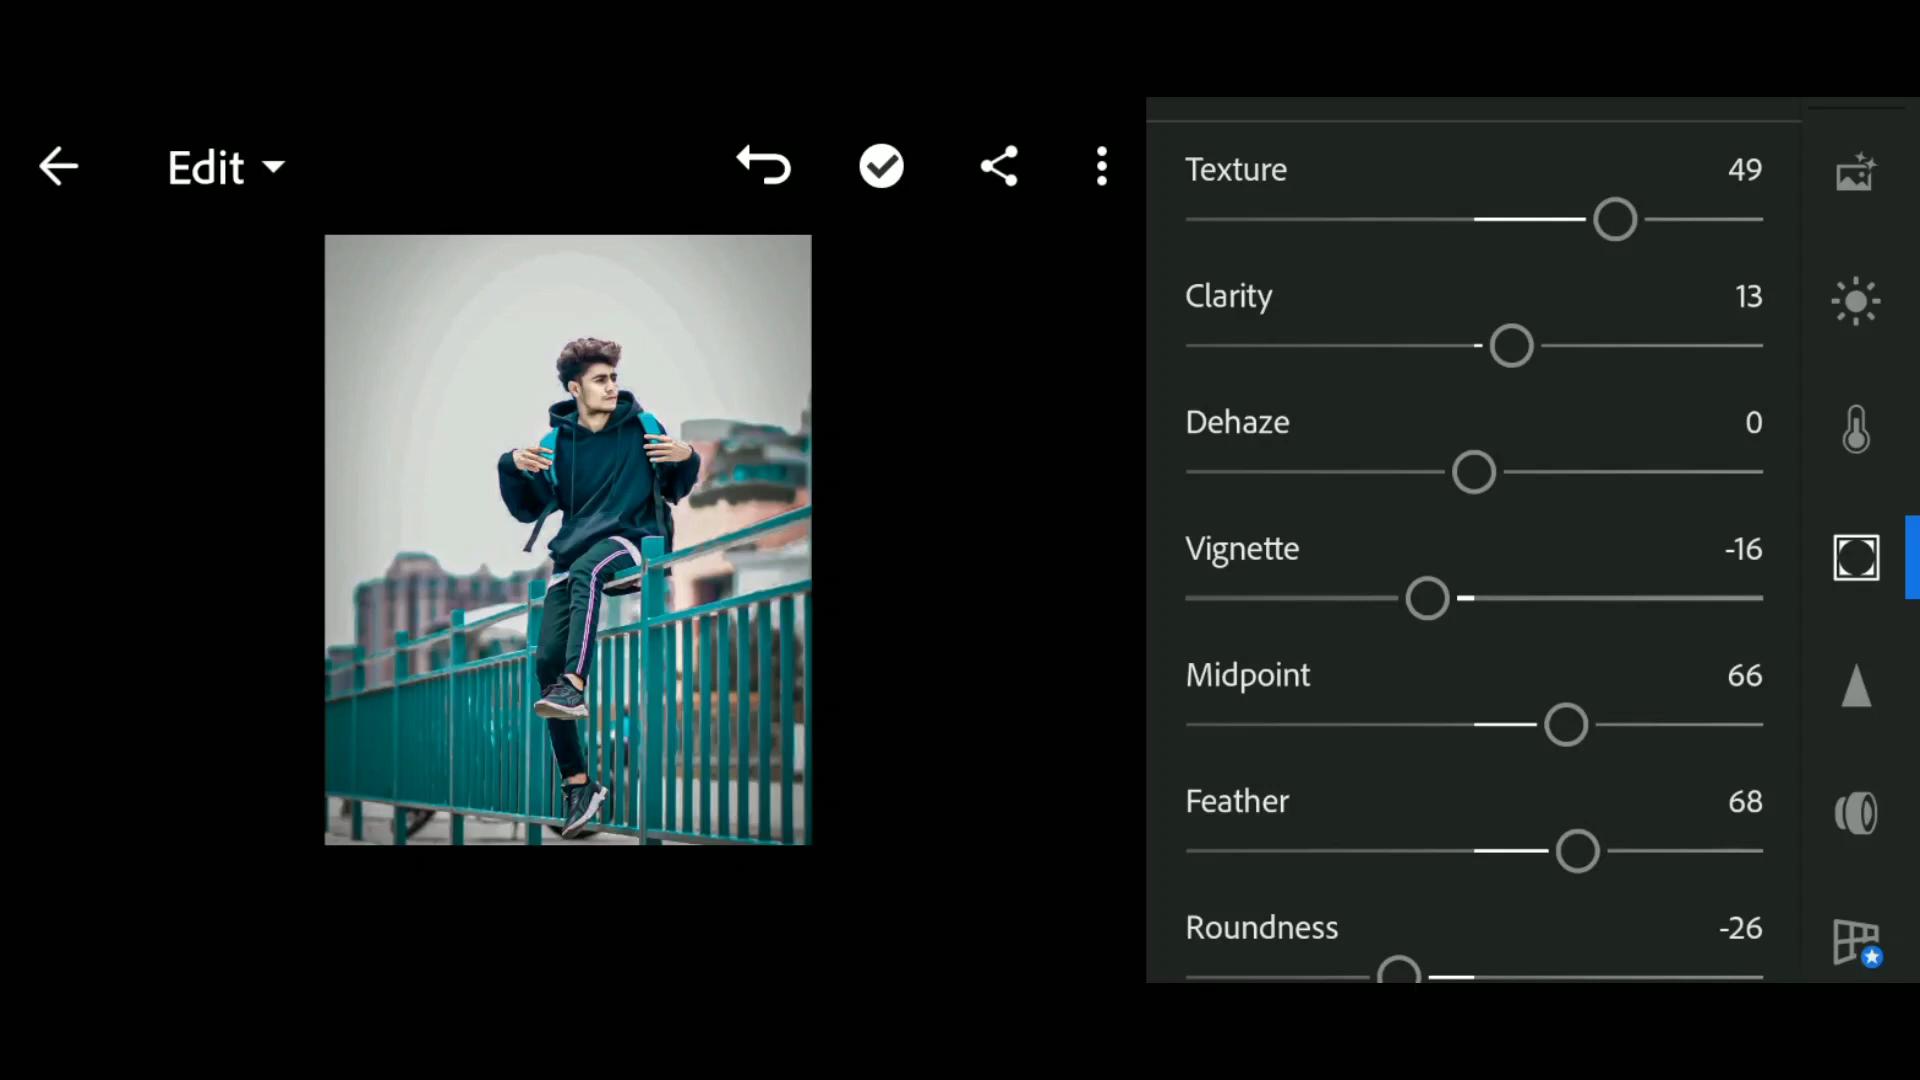 Edit
Texture 49
Clarity 13
Dehaze 0
Vignette -16
Midpoint 66
Feather 68
Roundness -26